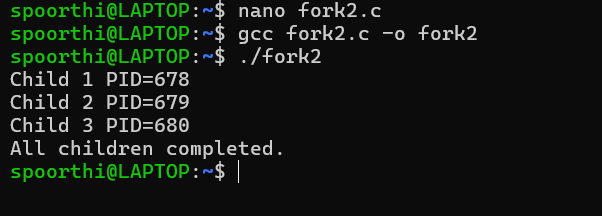 spoorthi@LAPTOP:~$ nano fork2.c
spoorthi@LAPTOP:~$ gcc fork2.c -o fork2
spoorthi@LAPTOP:~$ ./fork2
Child 1 PID=678
Child 2 PID=679
Child 3 PID=680
All children completed.
spoorthi@LAPTOP:~$